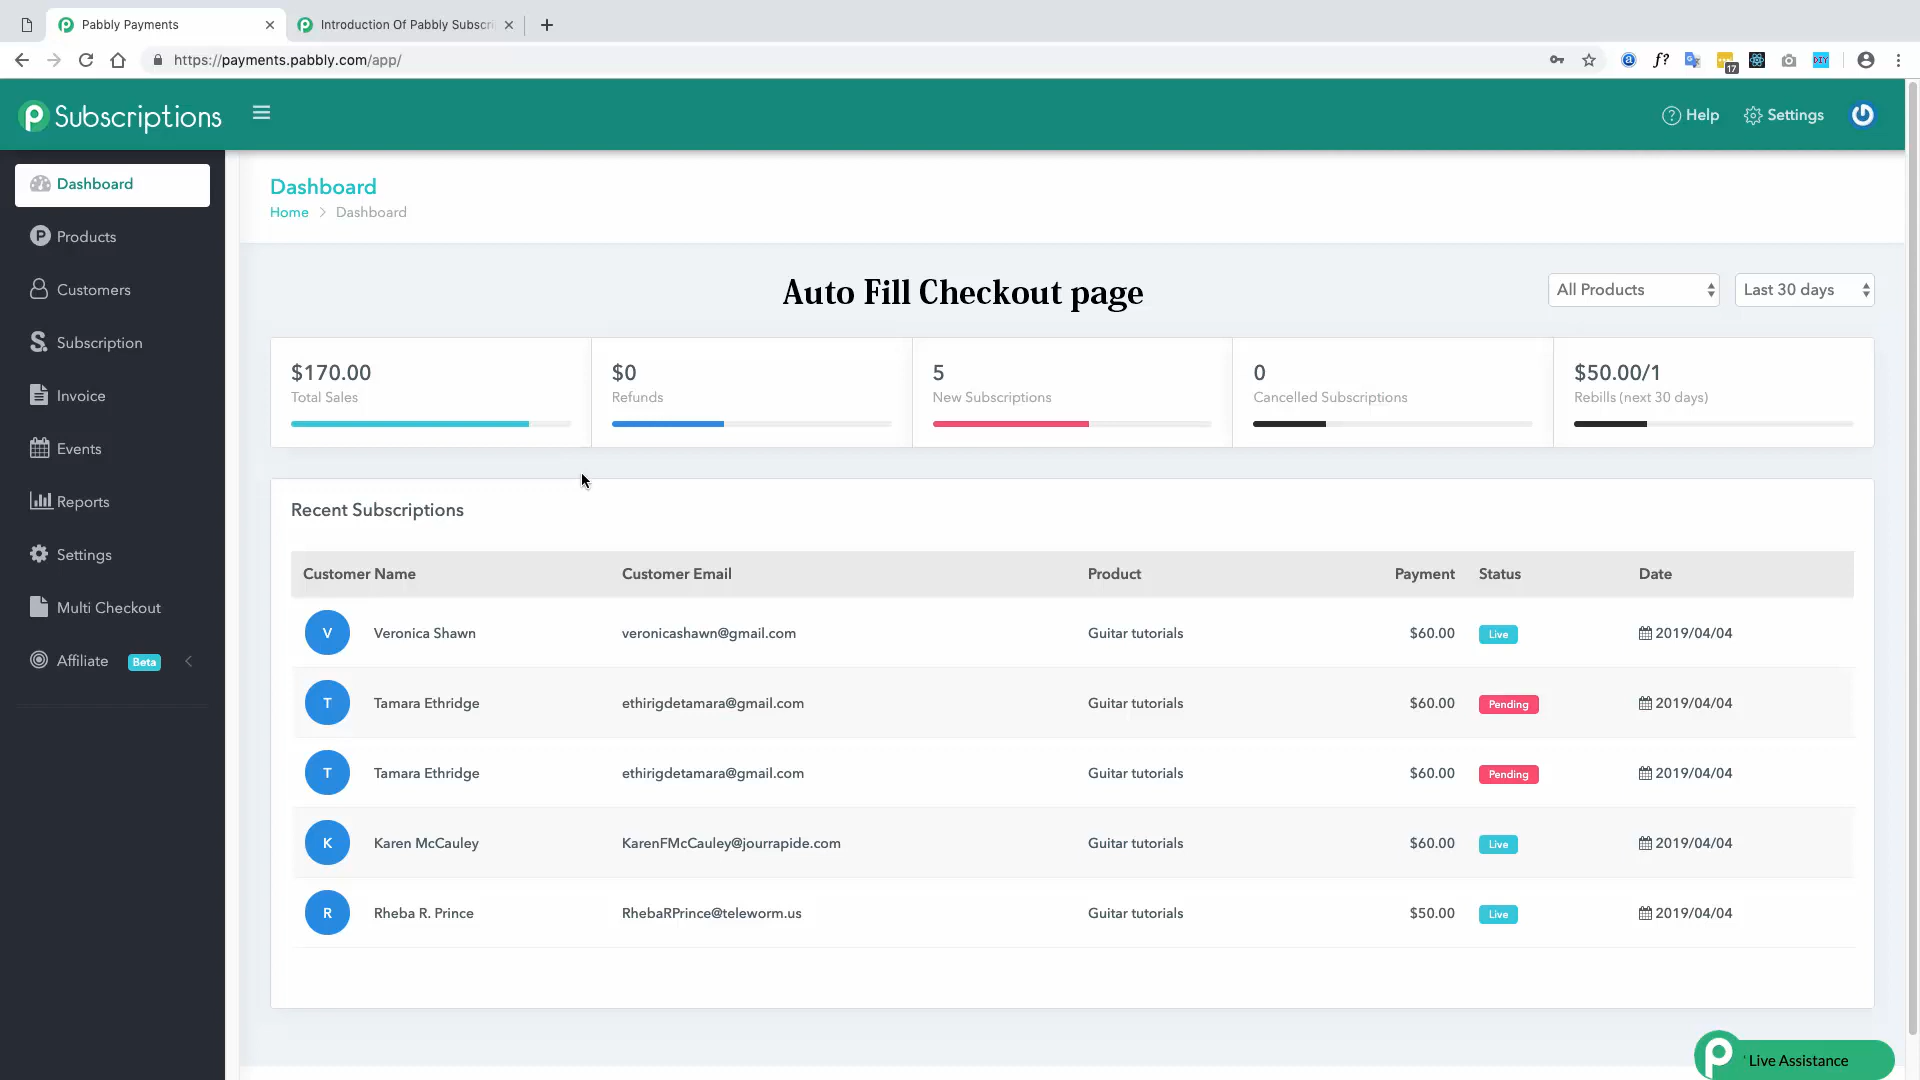 Pabbly Payments
Introduction Of Pabbly Subscri
https://payments.pabbly.com/app/
f?
17
DIY
Subscriptions
Help
Settings
Dashboard
Products
Customers
Subscription
Invoice
Events
Reports
Settings
Multi Checkout
Affiliate Beta
Dashboard
Home > Dashboard
Auto Fill Checkout page
All Products
Last 30 days
$170.00
Total Sales
$0
Refunds
5
New Subscriptions
0
Cancelled Subscriptions
$50.00/1
Rebills (next 30 days)
Recent Subscriptions
Customer Name Customer Email Product Payment Status Date
V Veronica Shawn veronicashawn@gmail.com Guitar tutorials $60.00 Live 2019/04/04
T Tamara Ethridge ethirigdetamara@gmail.com Guitar tutorials $60.00 Pending 2019/04/04
T Tamara Ethridge ethirigdetamara@gmail.com Guitar tutorials $60.00 Pending 2019/04/04
K Karen McCauley KarenFMcCauley@jourrapide.com Guitar tutorials $60.00 Live 2019/04/04
R Rheba R. Prince RhebaRPrince@teleworm.us Guitar tutorials $50.00 Live 2019/04/04
Live Assistance